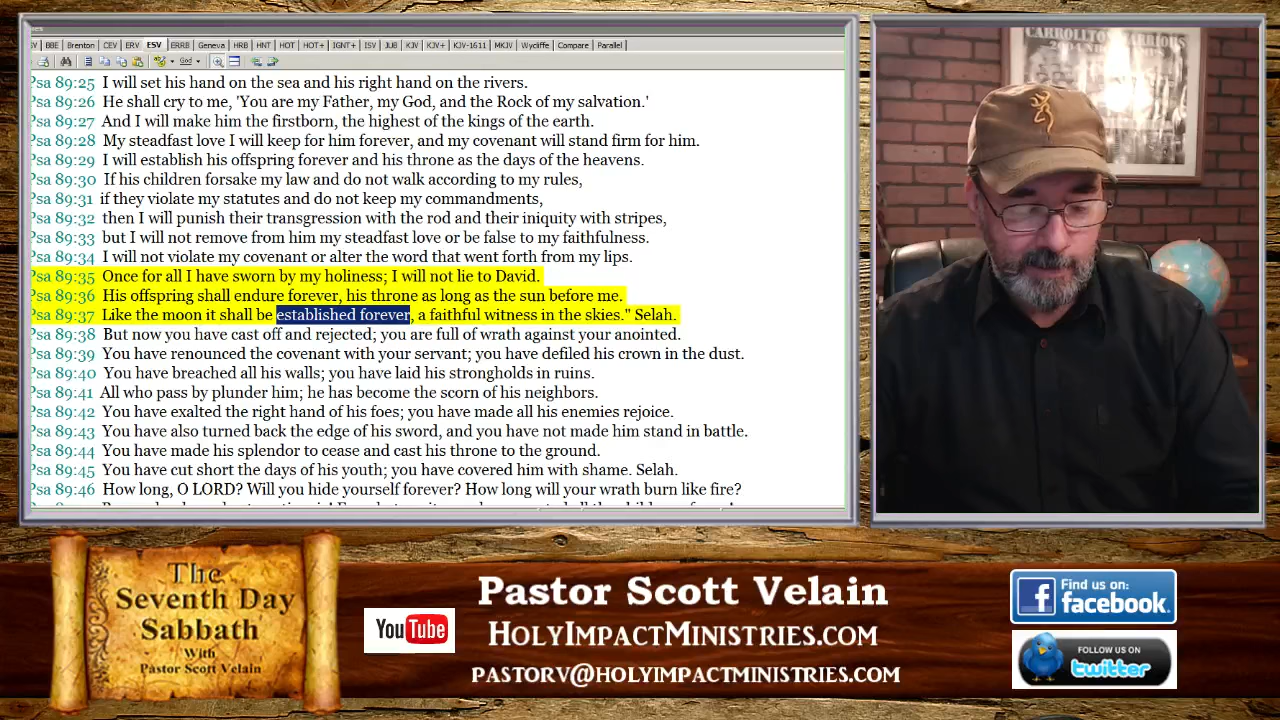 BBE Brenton CEV ERV ESV ERRB Geneva HRB HNT HOT HOT+ IGNT+ ISV JUB KJV KJV+ KJV-1611 MKJV Wycliffe Compare Parallel
Psa 89:25 I will set his hand on the sea and his right hand on the rivers.
Psa 89:26 He shall cry to me, 'You are my Father, my God, and the Rock of my salvation.'
Psa 89:27 And I will make him the firstborn, the highest of the kings of the earth.
Psa 89:28 My steadfast love I will keep for him forever, and my covenant will stand firm for him.
Psa 89:29 I will establish his offspring forever and his throne as the days of the heavens.
Psa 89:30 If his children forsake my law and do not walk according to my rules,
Psa 89:31 if they violate my statutes and do not keep my commandments,
Psa 89:32 then I will punish their transgression with the rod and their iniquity with stripes,
Psa 89:33 but I will not remove from him my steadfast love or be false to my faithfulness.
Psa 89:34 I will not violate my covenant or alter the word that went forth from my lips.
Psa 89:35 Once for all I have sworn by my holiness; I will not lie to David.
Psa 89:36 His offspring shall endure forever, his throne as long as the sun before me.
Psa 89:37 Like the moon it shall be established forever, a faithful witness in the skies." Selah.
Psa 89:38 But now you have cast off and rejected; you are full of wrath against your anointed.
Psa 89:39 You have renounced the covenant with your servant; you have defiled his crown in the dust.
Psa 89:40 You have breached all his walls; you have laid his strongholds in ruins.
Psa 89:41 All who pass by plunder him; he has become the scorn of his neighbors.
Psa 89:42 You have exalted the right hand of his foes; you have made all his enemies rejoice.
Psa 89:43 You have also turned back the edge of his sword, and you have not made him stand in battle.
Psa 89:44 You have made his splendor to cease and cast his throne to the ground.
Psa 89:45 You have cut short the days of his youth; you have covered him with shame. Selah.
Psa 89:46 How long, O LORD? Will you hide yourself forever? How long will your wrath burn like fire?
CARROLLTON WARRIORS
The
Seventh Day
Sabbath
With
Pastor Scott Velain
YouTube
Pastor Scott Velain
HolyImpactMinistries.com
pastorv@holyimpactministries.com
Find us on:
facebook.
FOLLOW US ON
twitter